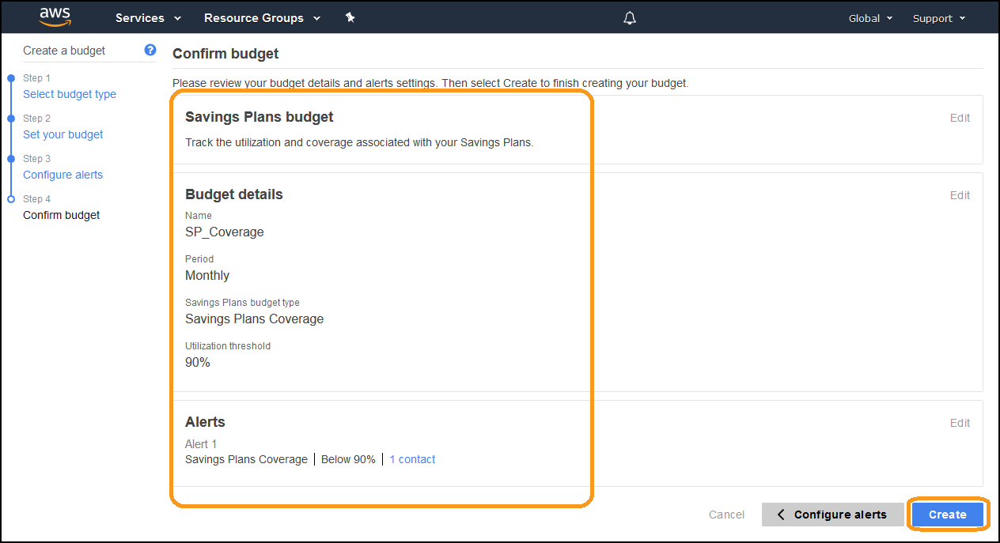 aws Services Resource Groups Global Support
Create a budget ?
Step 1
Select budget type
Step 2
Set your budget
Step 3
Configure alerts
Step 4
Confirm budget
Confirm budget
Please review your budget details and alerts settings. Then select Create to finish creating your budget.
Savings Plans budget Edit
Track the utilization and coverage associated with your Savings Plans.
Budget details Edit
Name
SP_Coverage
Period
Monthly
Savings Plans budget type
Savings Plans Coverage
Utilization threshold
90%
Alerts Edit
Alert 1
Savings Plans Coverage | Below 90% | 1 contact
Cancel Configure alerts Create